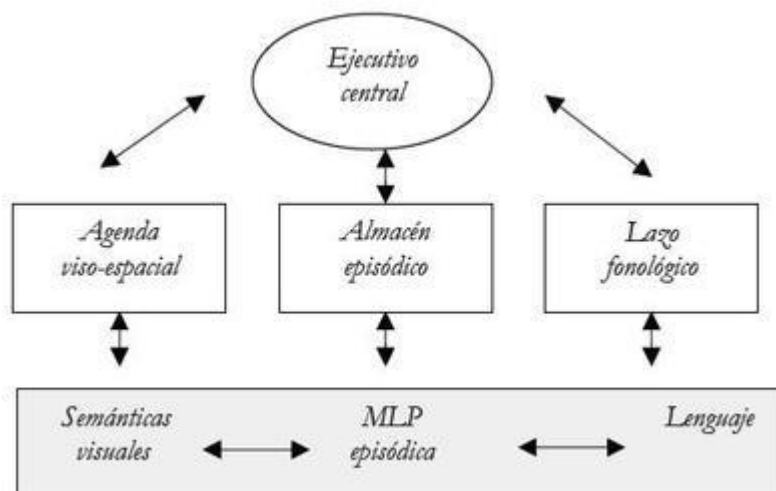 Ejecutivo
central
Agenda
viso-espacial
Almacén
episódico
Lazo
fonológico
Semánticas
visuales
MLP
episódica
Lenguaje